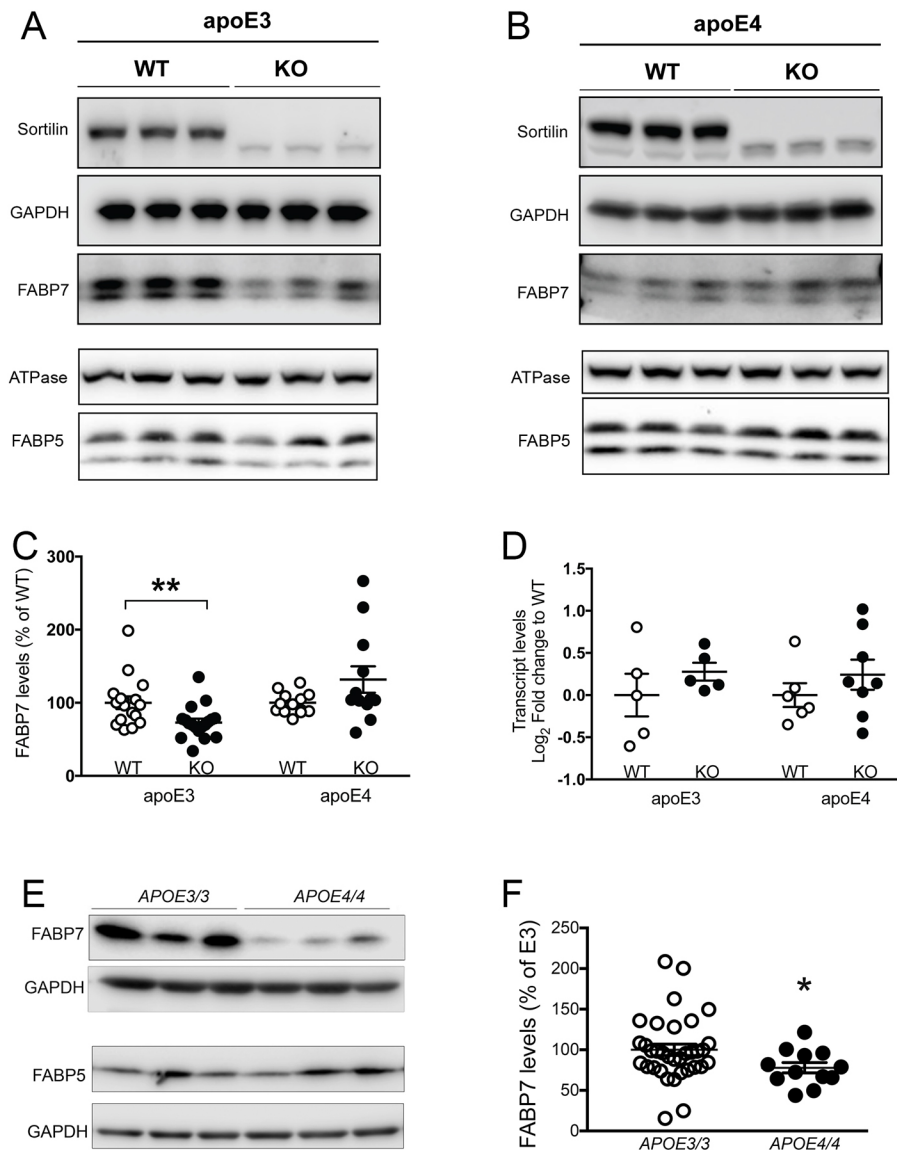 A
apoE3
WT KO
Sortilin
GAPDH
FABP7
ATPase
FABP5
B
apoE4
WT KO
Sortilin
GAPDH
FABP7
ATPase
FABP5
C
FABP7 levels (% of WT)
300
200
100
0
**
WT KO WT KO
apoE3 apoE4
D
Transcript levels
Log2 Fold change to WT
1.5
1.0
0.5
0.0
-0.5
-1.0
WT KO WT KO
apoE3 apoE4
E
APOE3/3 APOE4/4
FABP7
GAPDH
FABP5
GAPDH
F
FABP7 levels (% of E3)
250
200
150
100
50
0
*
APOE3/3 APOE4/4